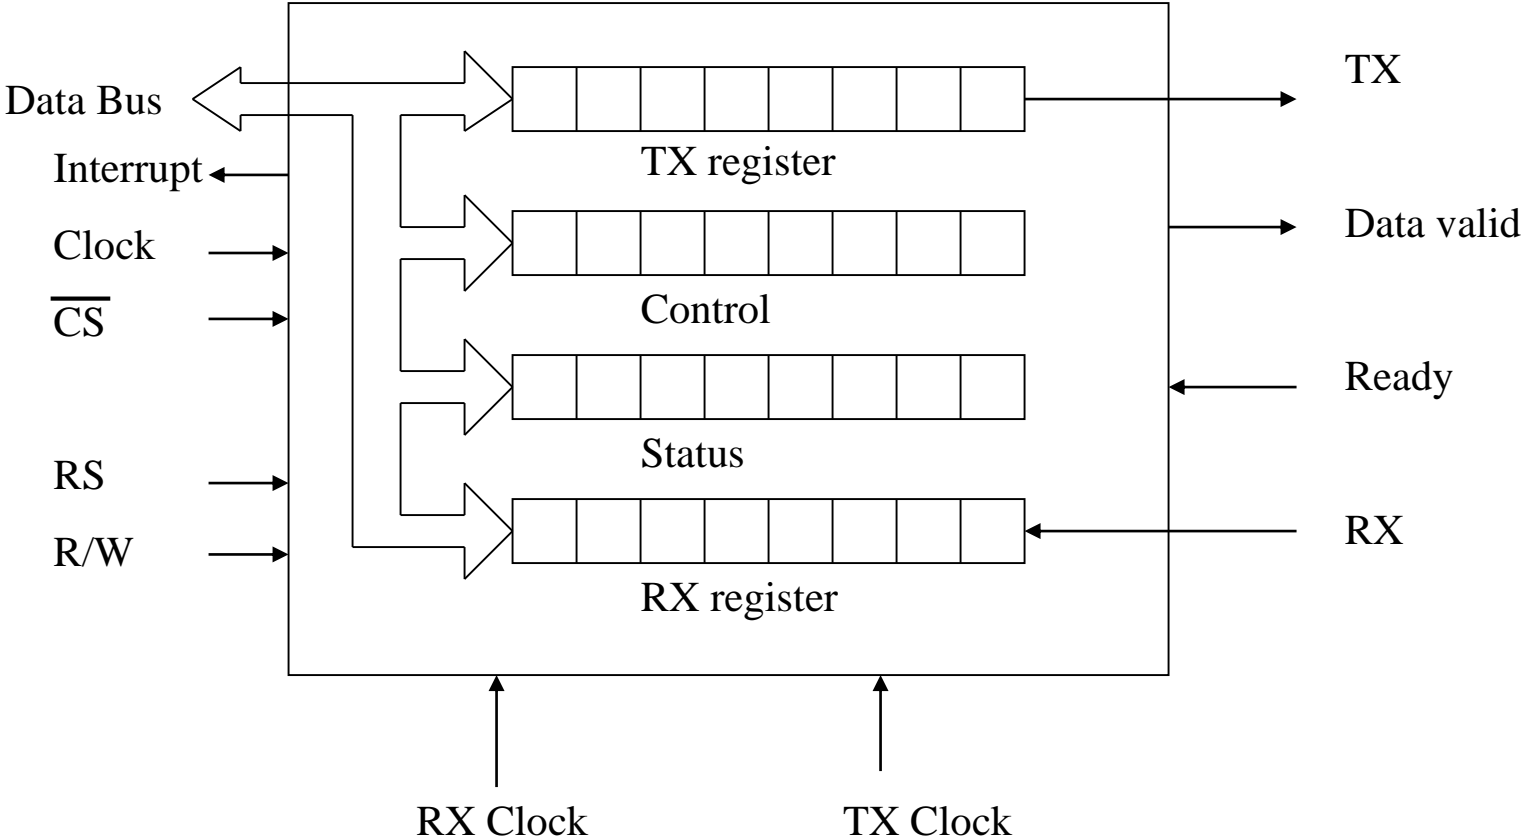 TX
Data Bus
TX register
Interrupt
Data valid
Clock
Control
CS
Ready
Status
RS
RX
R/W
RX register
RX Clock
TX Clock